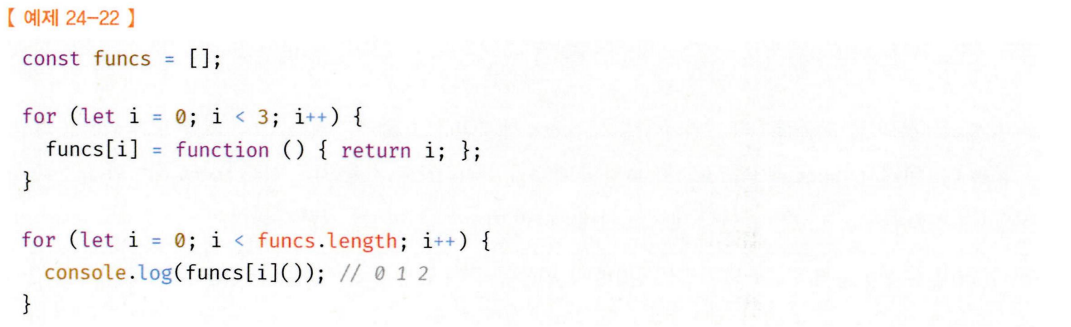 【 예제 24-22 】
const funcs = [];
for (let i = 0; i < 3; i++) {
  funcs[i] = function () { return i; };
}
for (let i = 0; i < funcs.length; i++) {
  console.log(funcs[i]()); // 0 1 2
}